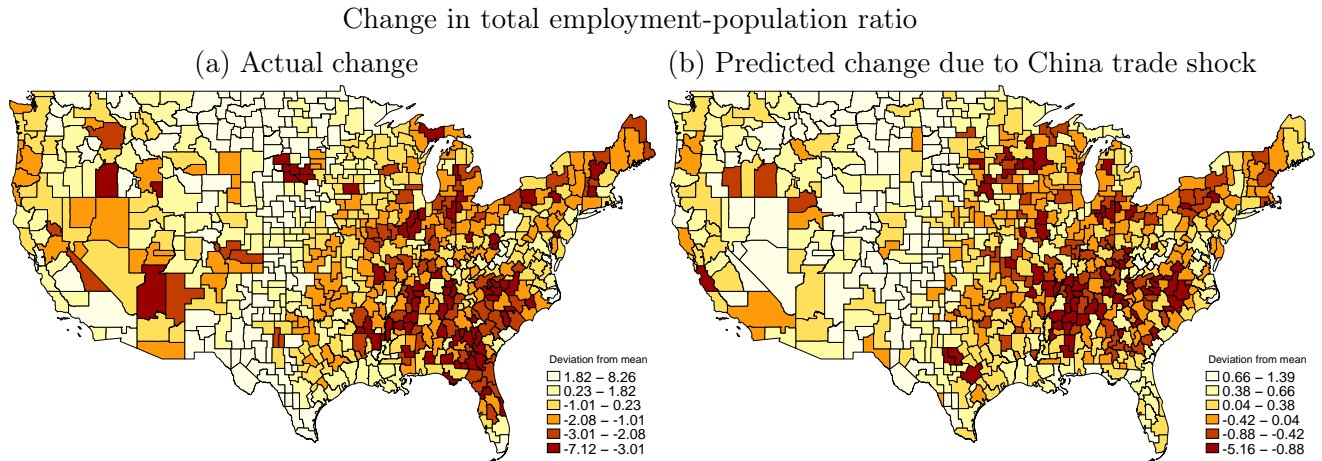 Change in total employment-population ratio
(a) Actual change
(b) Predicted change due to China trade shock
Deviation from mean
1.82 – 8.26
0.23 – 1.82
-1.01 – 0.23
-2.08 – -1.01
-3.01 – -2.08
-7.12 – -3.01
Deviation from mean
0.66 – 1.39
0.38 – 0.66
0.04 – 0.38
-0.42 – 0.04
-0.88 – -0.42
-5.16 – -0.88